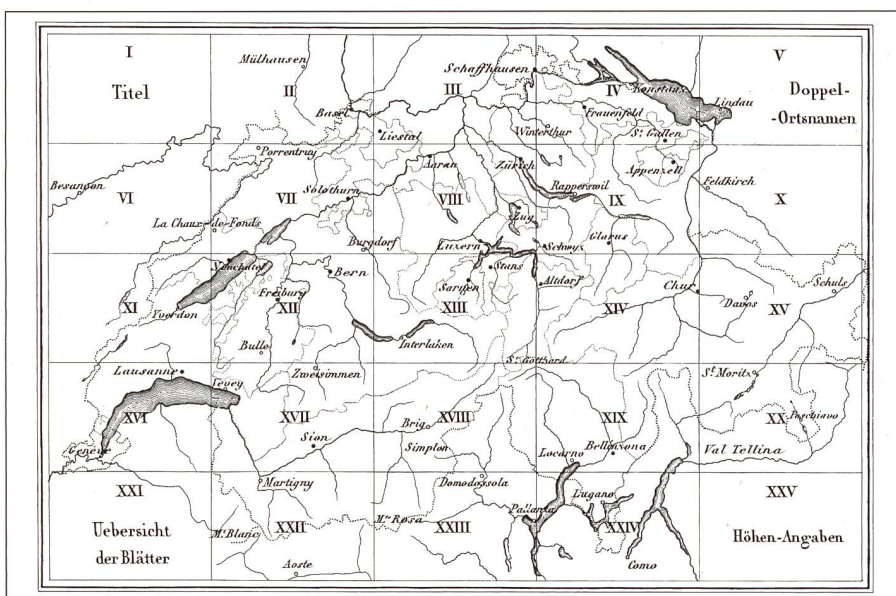 I
Titel
Mülhausen
II
Basel
Schaffhausen
III
IV
Konstanz
Lindau
V
Doppel-
-Ortsnamen
Frauenfeld
Winterthur
St. Gallen
Liestal
Porrentruy
Besançon
VI
VII
Solothurn
La Chaux-de-Fonds
Aarau
Zürich
VIII
Rapperswil
Appenzell
IX
Feldkirch
X
Zug
Burgdorf
Luzern
Schwyz
Glarus
Neuchâtel
Bern
Stans
Sarnen
Altdorf
Chur
Schuls
Davos
XI
Yverdon
XII
Freiburg
XIII
XIV
XV
Bulle
Interlaken
St. Gotthard
Lausanne
Vevey
Zweisimmen
St. Moritz
XVI
Genève
XVII
Sion
Brig
XVIII
Simplon
XIX
Locarno
Bellinzona
XX
Poschiavo
Val Tellina
XXI
Uebersicht
der Blätter
Martigny
Mt. Blanc
XXII
Aoste
Domodossola
Mte. Rosa
XXIII
Pallanza
Lugano
XXIV
Como
XXV
Höhen-Angaben